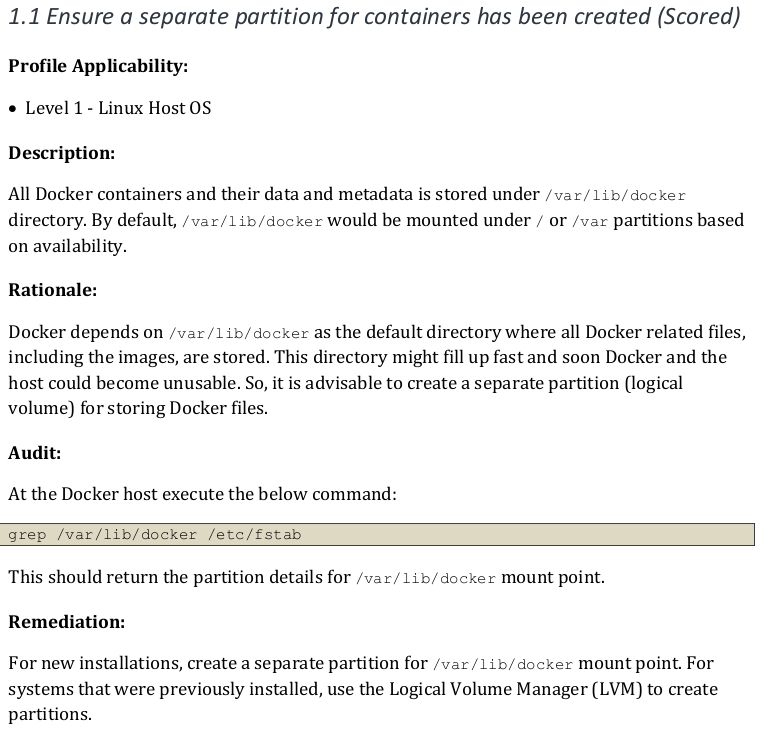 1.1 Ensure a separate partition for containers has been created (Scored)
Profile Applicability:
• Level 1 - Linux Host OS
Description:
All Docker containers and their data and metadata is stored under /var/lib/docker
directory. By default, /var/lib/docker would be mounted under / or /var partitions based
on availability.
Rationale:
Docker depends on /var/lib/docker as the default directory where all Docker related files,
including the images, are stored. This directory might fill up fast and soon Docker and the
host could become unusable. So, it is advisable to create a separate partition (logical
volume) for storing Docker files.
Audit:
At the Docker host execute the below command:
grep /var/lib/docker /etc/fstab
This should return the partition details for /var/lib/docker mount point.
Remediation:
For new installations, create a separate partition for /var/lib/docker mount point. For
systems that were previously installed, use the Logical Volume Manager (LVM) to create
partitions.